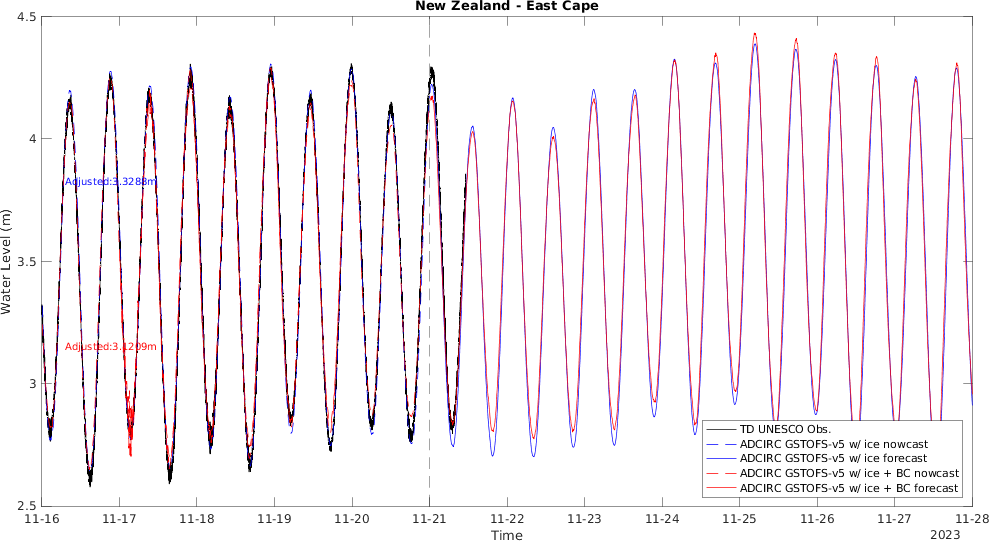 New Zealand - East Cape
4.5
4
3.5
3
2.5
Water Level (m)
Adjusted:3.3288m
Adjusted:3.1209m
TD UNESCO Obs.
ADCIRC GSTOFS-v5 w/ ice nowcast
ADCIRC GSTOFS-v5 w/ ice forecast
ADCIRC GSTOFS-v5 w/ ice + BC nowcast
ADCIRC GSTOFS-v5 w/ ice + BC forecast
11-16 11-17 11-18 11-19 11-20 11-21 11-22 11-23 11-24 11-25 11-26 11-27 11-28
Time
2023